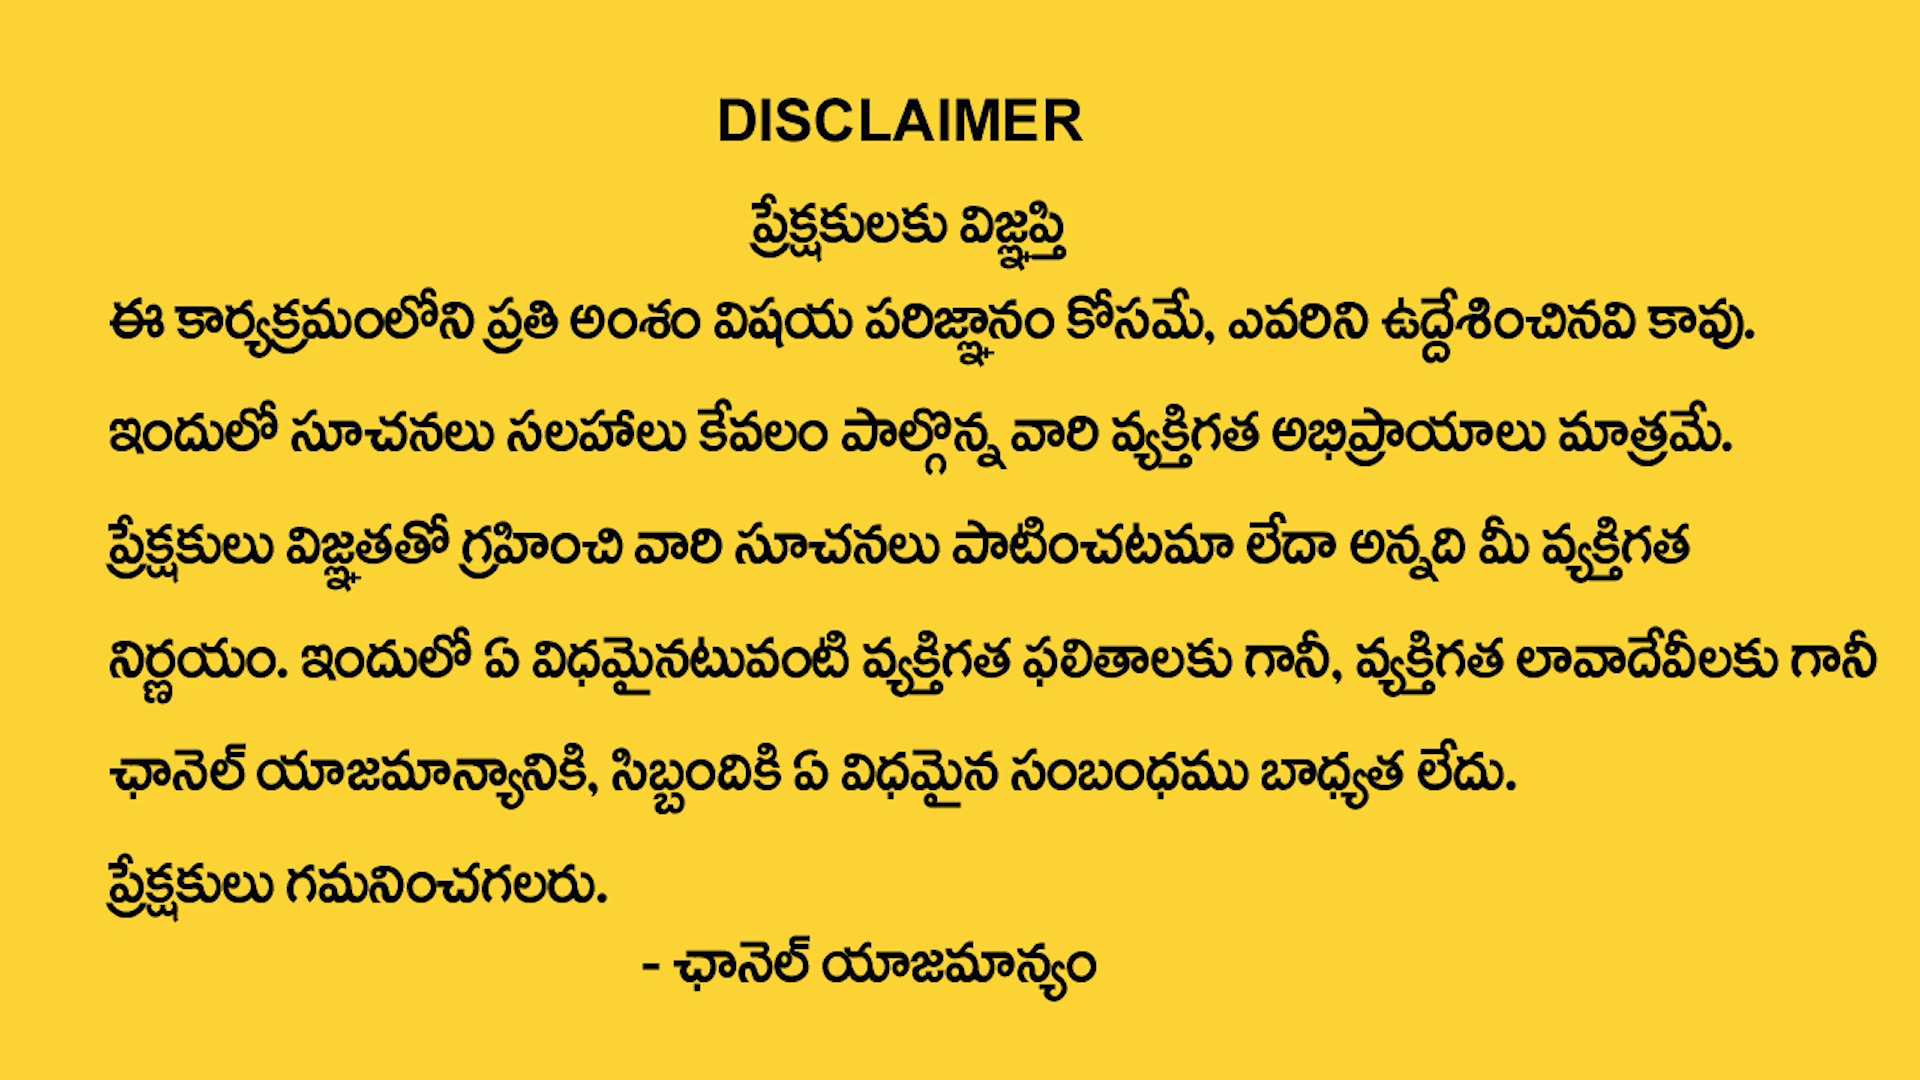 DISCLAIMER
ప్రేక్షకులకు విజ్ఞప్తి
ఈ కార్యక్రమంలోని ప్రతి అంశం విషయ పరిజ్ఞానం కోసమే, ఎవరిని ఉద్దేశించినవి కావు.
ఇందులో సూచనలు సలహాలు కేవలం పాల్గొన్న వారి వ్యక్తిగత అభిప్రాయాలు మాత్రమే.
ప్రేక్షకులు విజ్ఞతతో గ్రహించి వారి సూచనలు పాటించటమా లేదా అన్నది మీ వ్యక్తిగత
నిర్ణయం. ఇందులో ఏ విధమైనటువంటి వ్యక్తిగత ఫలితాలకు గానీ, వ్యక్తిగత లావాదేవీలకు గానీ
ఛానెల్ యాజమాన్యానికి, సిబ్బందికి ఏ విధమైన సంబంధము బాధ్యత లేదు.
ప్రేక్షకులు గమనించగలరు.
- ఛానెల్ యాజమాన్యం